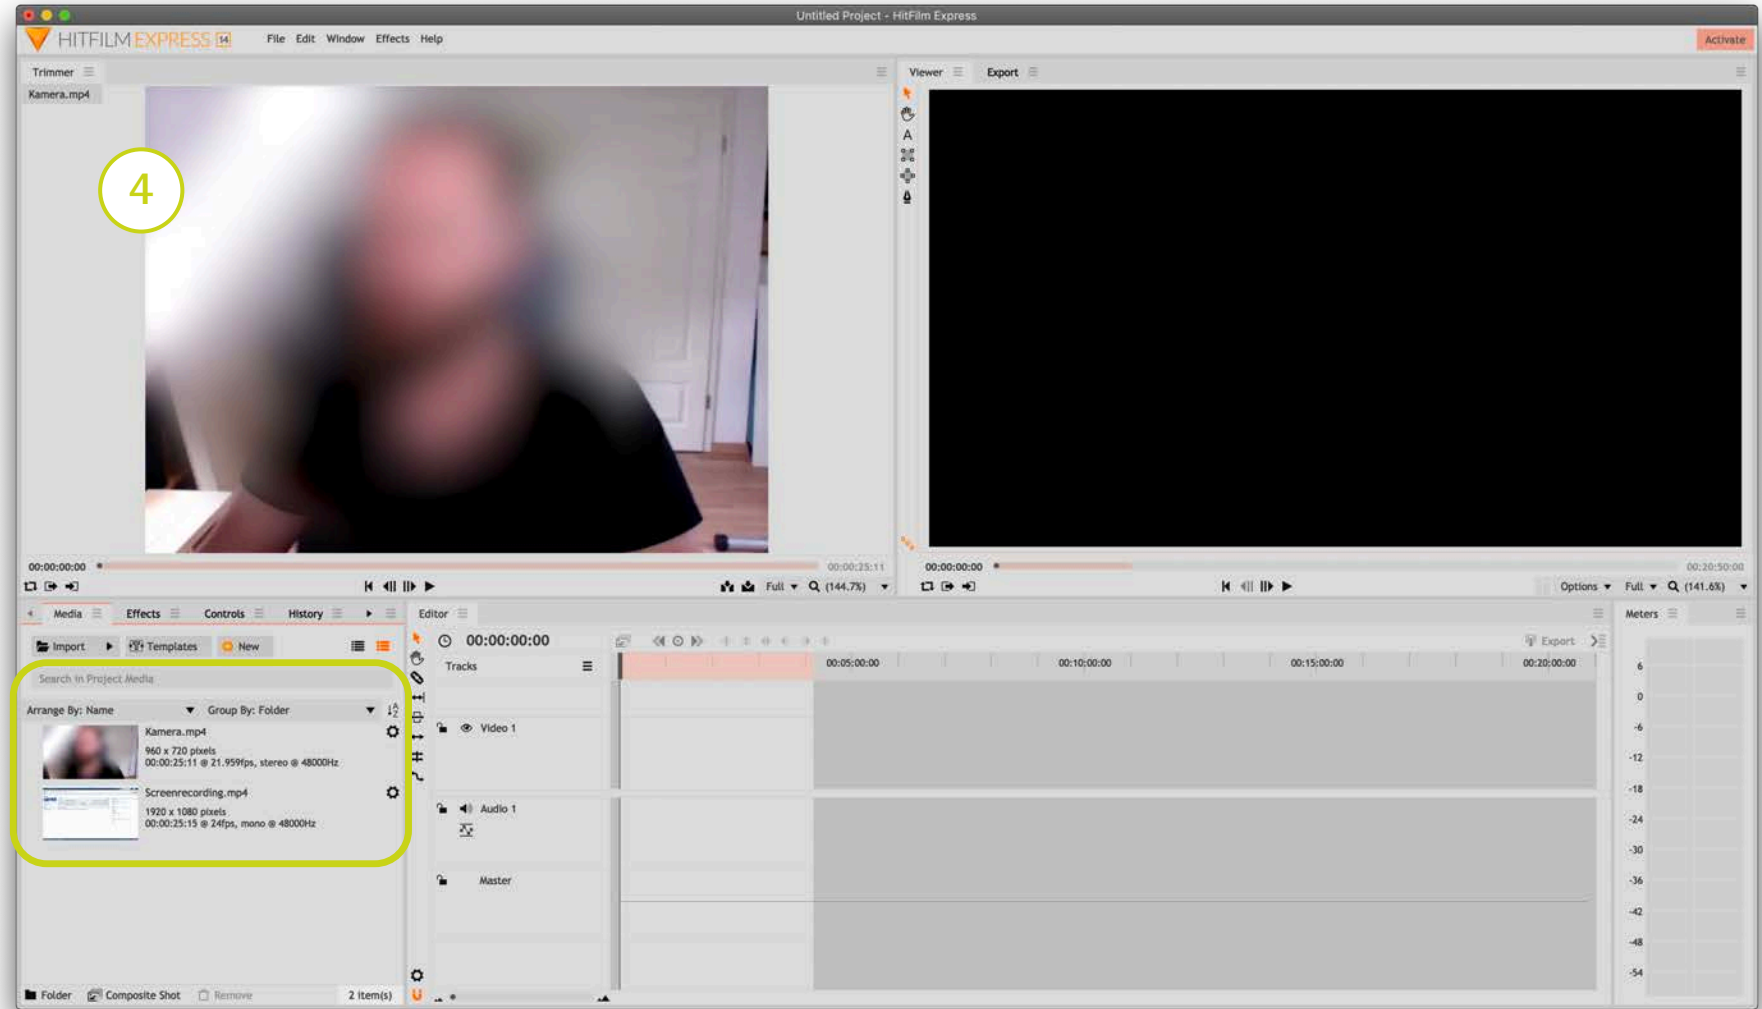 Untitled Project - HitFilm Express
HITFILM EXPRESS 14 File Edit Window Effects Help Activate
Trimmer
Viewer Export
Kamera.mp4
4
A
00:00:00:00 00:00:25:11
Full (144.7%)
00:00:00:00 00:20:50:00
Options Full (141.6%)
Media Effects Controls History
Editor
Meters
Import Templates New
00:00:00:00
Export
Search in Project Media
Tracks
00:05:00:00 00:10:00:00 00:15:00:00 00:20:00:00
Arrange By: Name Group By: Folder
Kamera.mp4
960 x 720 pixels
00:00:25:11 @ 21.959fps, stereo @ 48000Hz
Screenrecording.mp4
1920 x 1080 pixels
00:00:25:15 @ 24fps, mono @ 48000Hz
Video 1
Audio 1
Master
6
0
-6
-12
-18
-24
-30
-36
-42
-48
-54
Folder Composite Shot Remove 2 item(s)